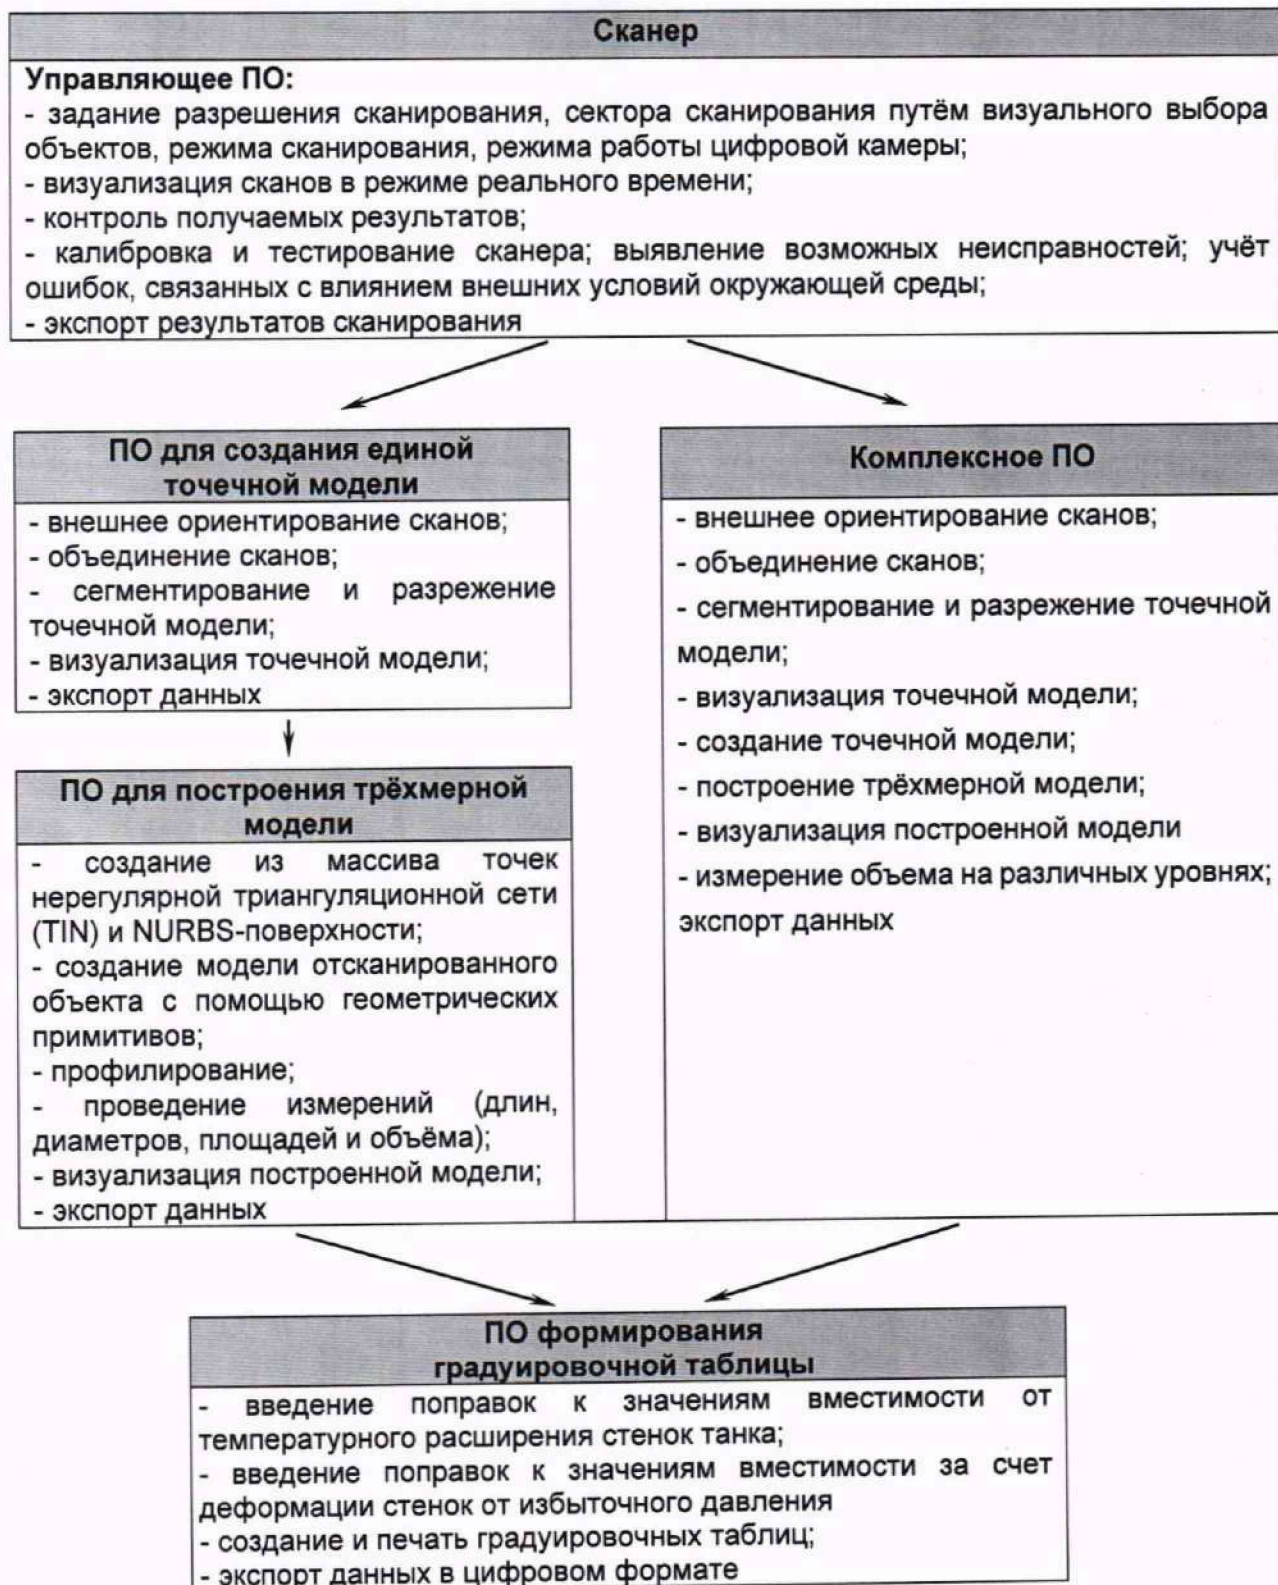 Сканер
Управляющее ПО:
- задание разрешения сканирования, сектора сканирования путём визуального выбора
объектов, режима сканирования, режима работы цифровой камеры;
- визуализация сканов в режиме реального времени;
- контроль получаемых результатов;
- калибровка и тестирование сканера; выявление возможных неисправностей; учёт
ошибок, связанных с влиянием внешних условий окружающей среды;
- экспорт результатов сканирования
ПО для создания единой
точечной модели
- внешнее ориентирование сканов;
- объединение сканов;
- сегментирование и разрежение
точечной модели;
- визуализация точечной модели;
- экспорт данных
ПО для построения трёхмерной
модели
- создание из массива точек
нерегулярной триангуляционной сети
(TIN) и NURBS-поверхности;
- создание модели отсканированного
объекта с помощью геометрических
примитивов;
- профилирование;
- проведение измерений (длин,
диаметров, площадей и объёма);
- визуализация построенной модели;
- экспорт данных
Комплексное ПО
- внешнее ориентирование сканов;
- объединение сканов;
- сегментирование и разрежение точечной
модели;
- визуализация точечной модели;
- создание точечной модели;
- построение трёхмерной модели;
- визуализация построенной модели
- измерение объема на различных уровнях;
экспорт данных
ПО формирования
градуировочной таблицы
- введение поправок к значениям вместимости от
температурного расширения стенок танка;
- введение поправок к значениям вместимости за счет
деформации стенок от избыточного давления
- создание и печать градуировочных таблиц;
- экспорт данных в цифровом формате